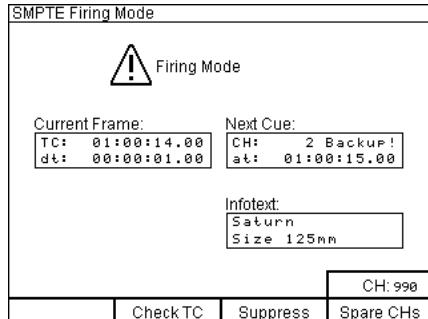 SMPTE Firing Mode
Firing Mode
Current Frame:
TC: 01:00:14.00
dt: 00:00:01.00
Next Cue:
CH: 2 Backup!
at: 01:00:15.00
Infotext:
Saturn
Size 125mm
CH: 990
Check TC Suppress Spare CHs